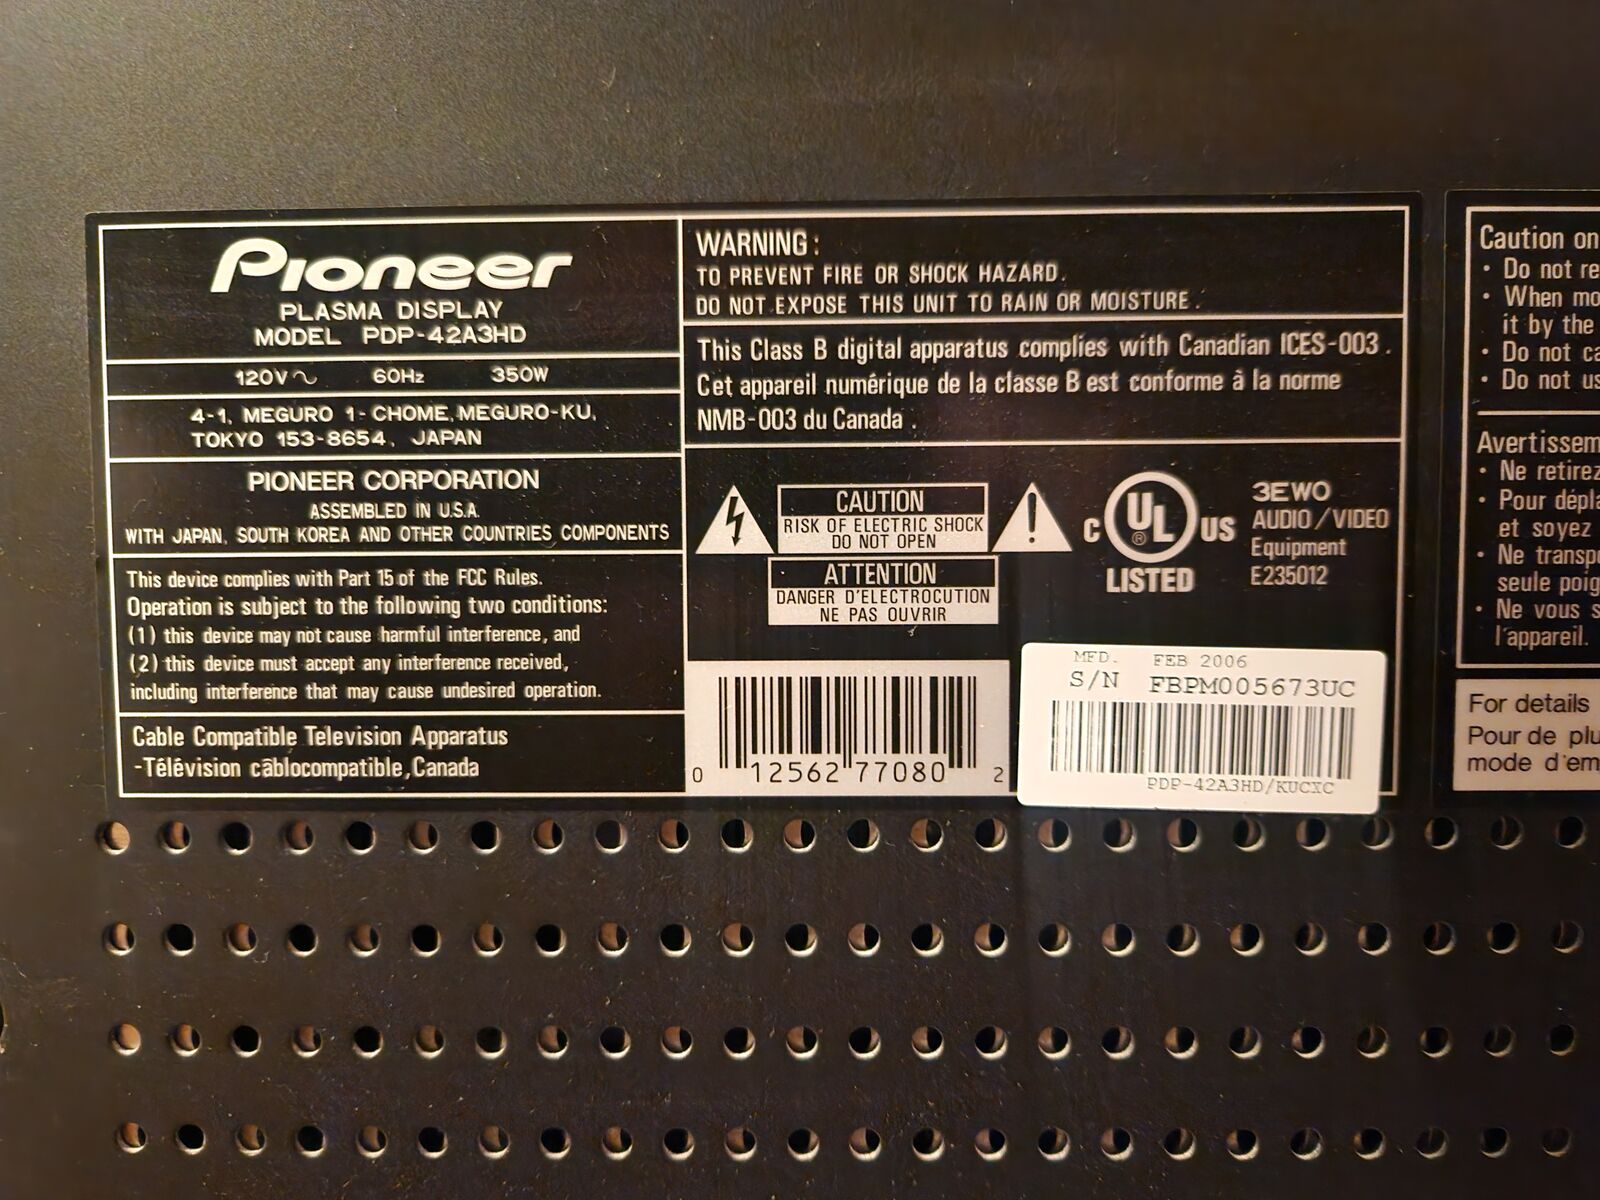 Pioneer
PLASMA DISPLAY
MODEL PDP-42A3HD
120V～ 60Hz 350W
4-1, MEGURO 1-CHOME, MEGURO-KU,
TOKYO 153-8654, JAPAN
PIONEER CORPORATION
ASSEMBLED IN U.S.A.
WITH JAPAN, SOUTH KOREA AND OTHER COUNTRIES COMPONENTS
This device complies with Part 15 of the FCC Rules.
Operation is subject to the following two conditions:
(1) this device may not cause harmful interference, and
(2) this device must accept any interference received,
including interference that may cause undesired operation.
Cable Compatible Television Apparatus
-Télévision câblocompatible, Canada
WARNING:
TO PREVENT FIRE OR SHOCK HAZARD.
DO NOT EXPOSE THIS UNIT TO RAIN OR MOISTURE.
This Class B digital apparatus complies with Canadian ICES-003.
Cet appareil numérique de la classe B est conforme à la norme
NMB-003 du Canada.
CAUTION
RISK OF ELECTRIC SHOCK
DO NOT OPEN
ATTENTION
DANGER D'ELECTROCUTION
NE PAS OUVRIR
C UL ® US
LISTED
3EWO
AUDIO/VIDEO
Equipment
E235012
0 12562 77080 2
MFD. FEB 2006
S/N FBPM005673UC
PDP-42A3HD/KUCXC
Caution on
• Do not re
• When mo
it by the
• Do not ca
• Do not us
Avertissem
• Ne retirez
• Pour dépla
et soyez
• Ne transpo
seule poig
• Ne vous s
l'appareil.
For details
Pour de plu
mode d'em